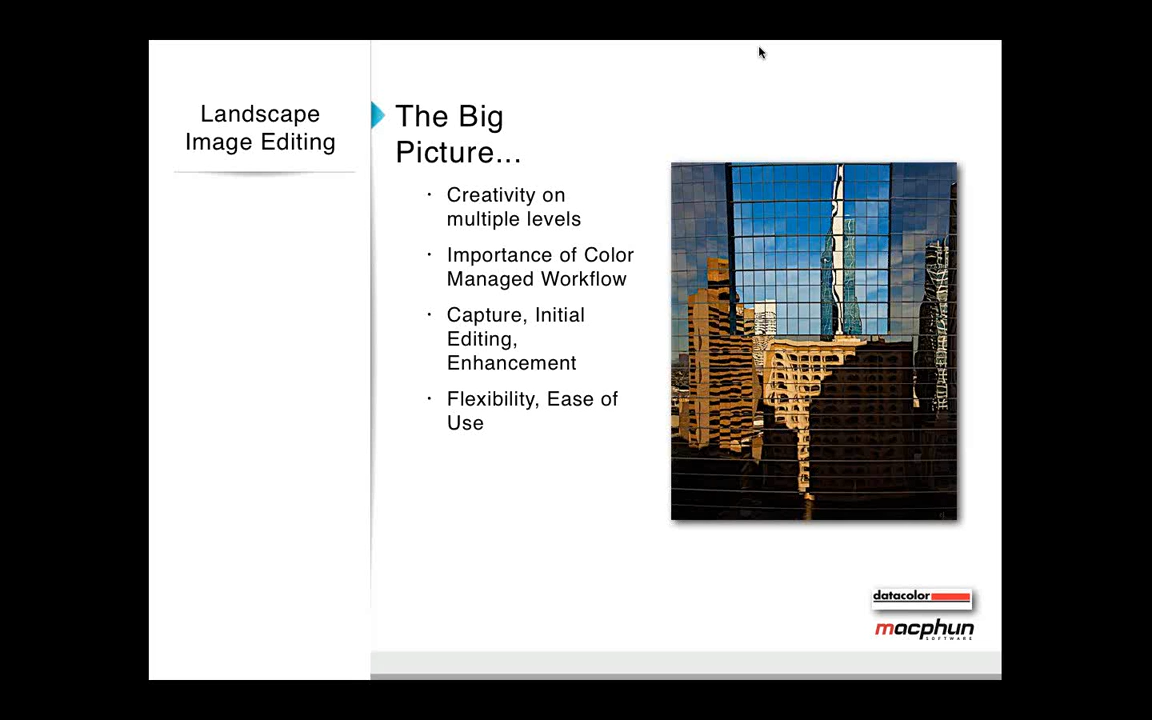 Landscape
Image Editing
The Big
Picture...
· Creativity on
multiple levels
· Importance of Color
Managed Workflow
· Capture, Initial
Editing,
Enhancement
· Flexibility, Ease of
Use
datacolor
macphun
SOFTWARE